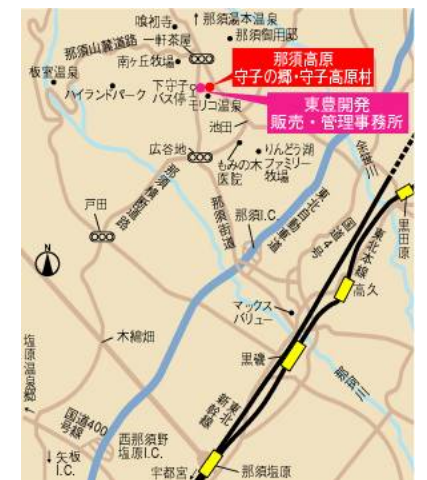 喰初寺
↑那須湯本温泉
那須山麓道路
一軒茶屋
那須御用邸
南ヶ丘牧場
板室温泉
ハイランドパーク
下守子
バス停
那須高原
守子の郷・守子高原村
モリコ温泉
東豊開発
販売・管理事務所
池田
広谷地
もみの木
医院
りんどう湖
ファミリー
牧場
戸田
那須横断道路
那須街道
那須I.C.
東北自動車道
国道4号
東北本線
余笹川
黒田原
高久
マックス
バリュー
木綿畑
黒磯
那珂川
塩原温泉郷
東北
新幹線
国道400
号線
西那須野
塩原I.C.
↓矢板
I.C.
宇都宮
那須塩原
N